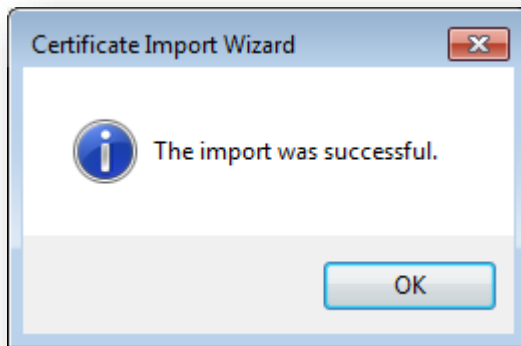 Certificate Import Wizard
The import was successful.
OK